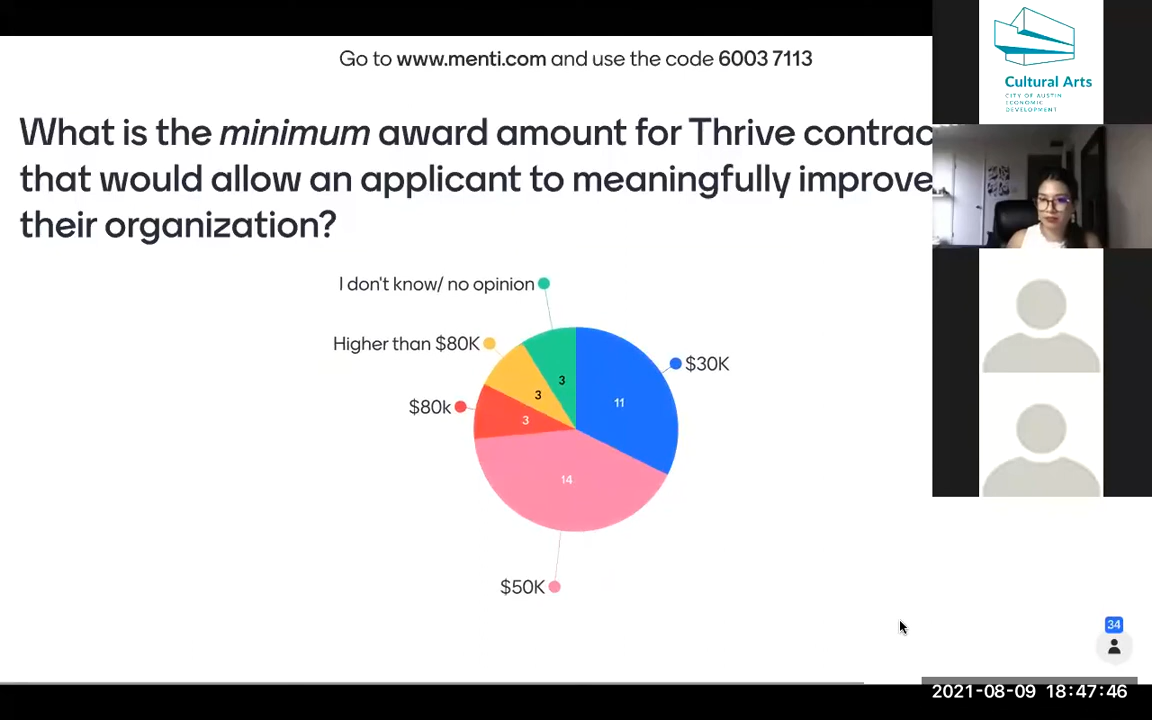 Go to www.menti.com and use the code 6003 7113
What is the minimum award amount for Thrive contrac
that would allow an applicant to meaningfully improve
their organization?
I don't know/ no opinion
Higher than $80K
$80k
$30K
$50K
3
3
3
11
14
Cultural Arts
CITY OF AUSTIN
ECONOMIC
DEVELOPMENT
34
2021-08-09 18:47:46